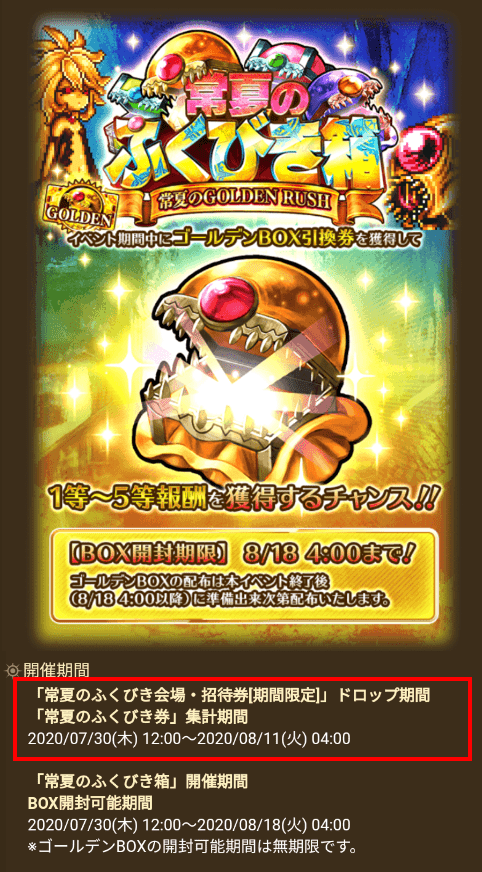 常夏の
ふくびき箱
常夏のGOLDEN RUSH
GOLDEN
イベント期間中にゴールデンBOX引換券を獲得して
1等～5等報酬を獲得するチャンス!!
【BOX開封期限】 8/18 4:00まで!
ゴールデンBOXの配布は本イベント終了後
(8/18 4:00以降)に準備出来次第配布いたします。
開催期間
「常夏のふくびき会場・招待券[期間限定]」ドロップ期間
「常夏のふくびき券」集計期間
2020/07/30(木) 12:00～2020/08/11(火) 04:00
「常夏のふくびき箱」開催期間
BOX開封可能期間
2020/07/30(木) 12:00～2020/08/18(火) 04:00
※ゴールデンBOXの開封可能期間は無期限です。